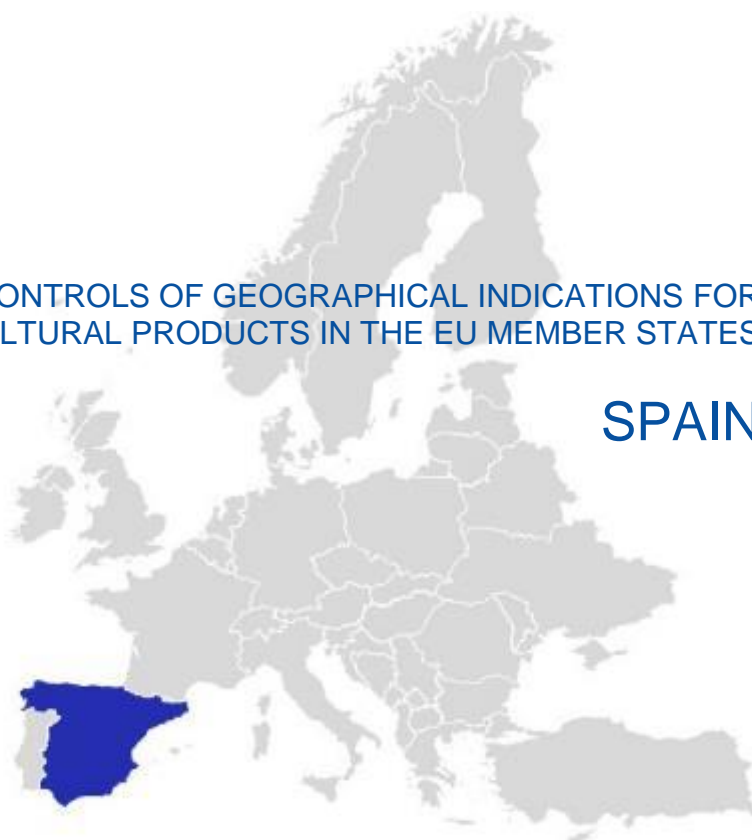 ONTROLS OF GEOGRAPHICAL INDICATIONS FOR
LTURAL PRODUCTS IN THE EU MEMBER STATES
SPAIN